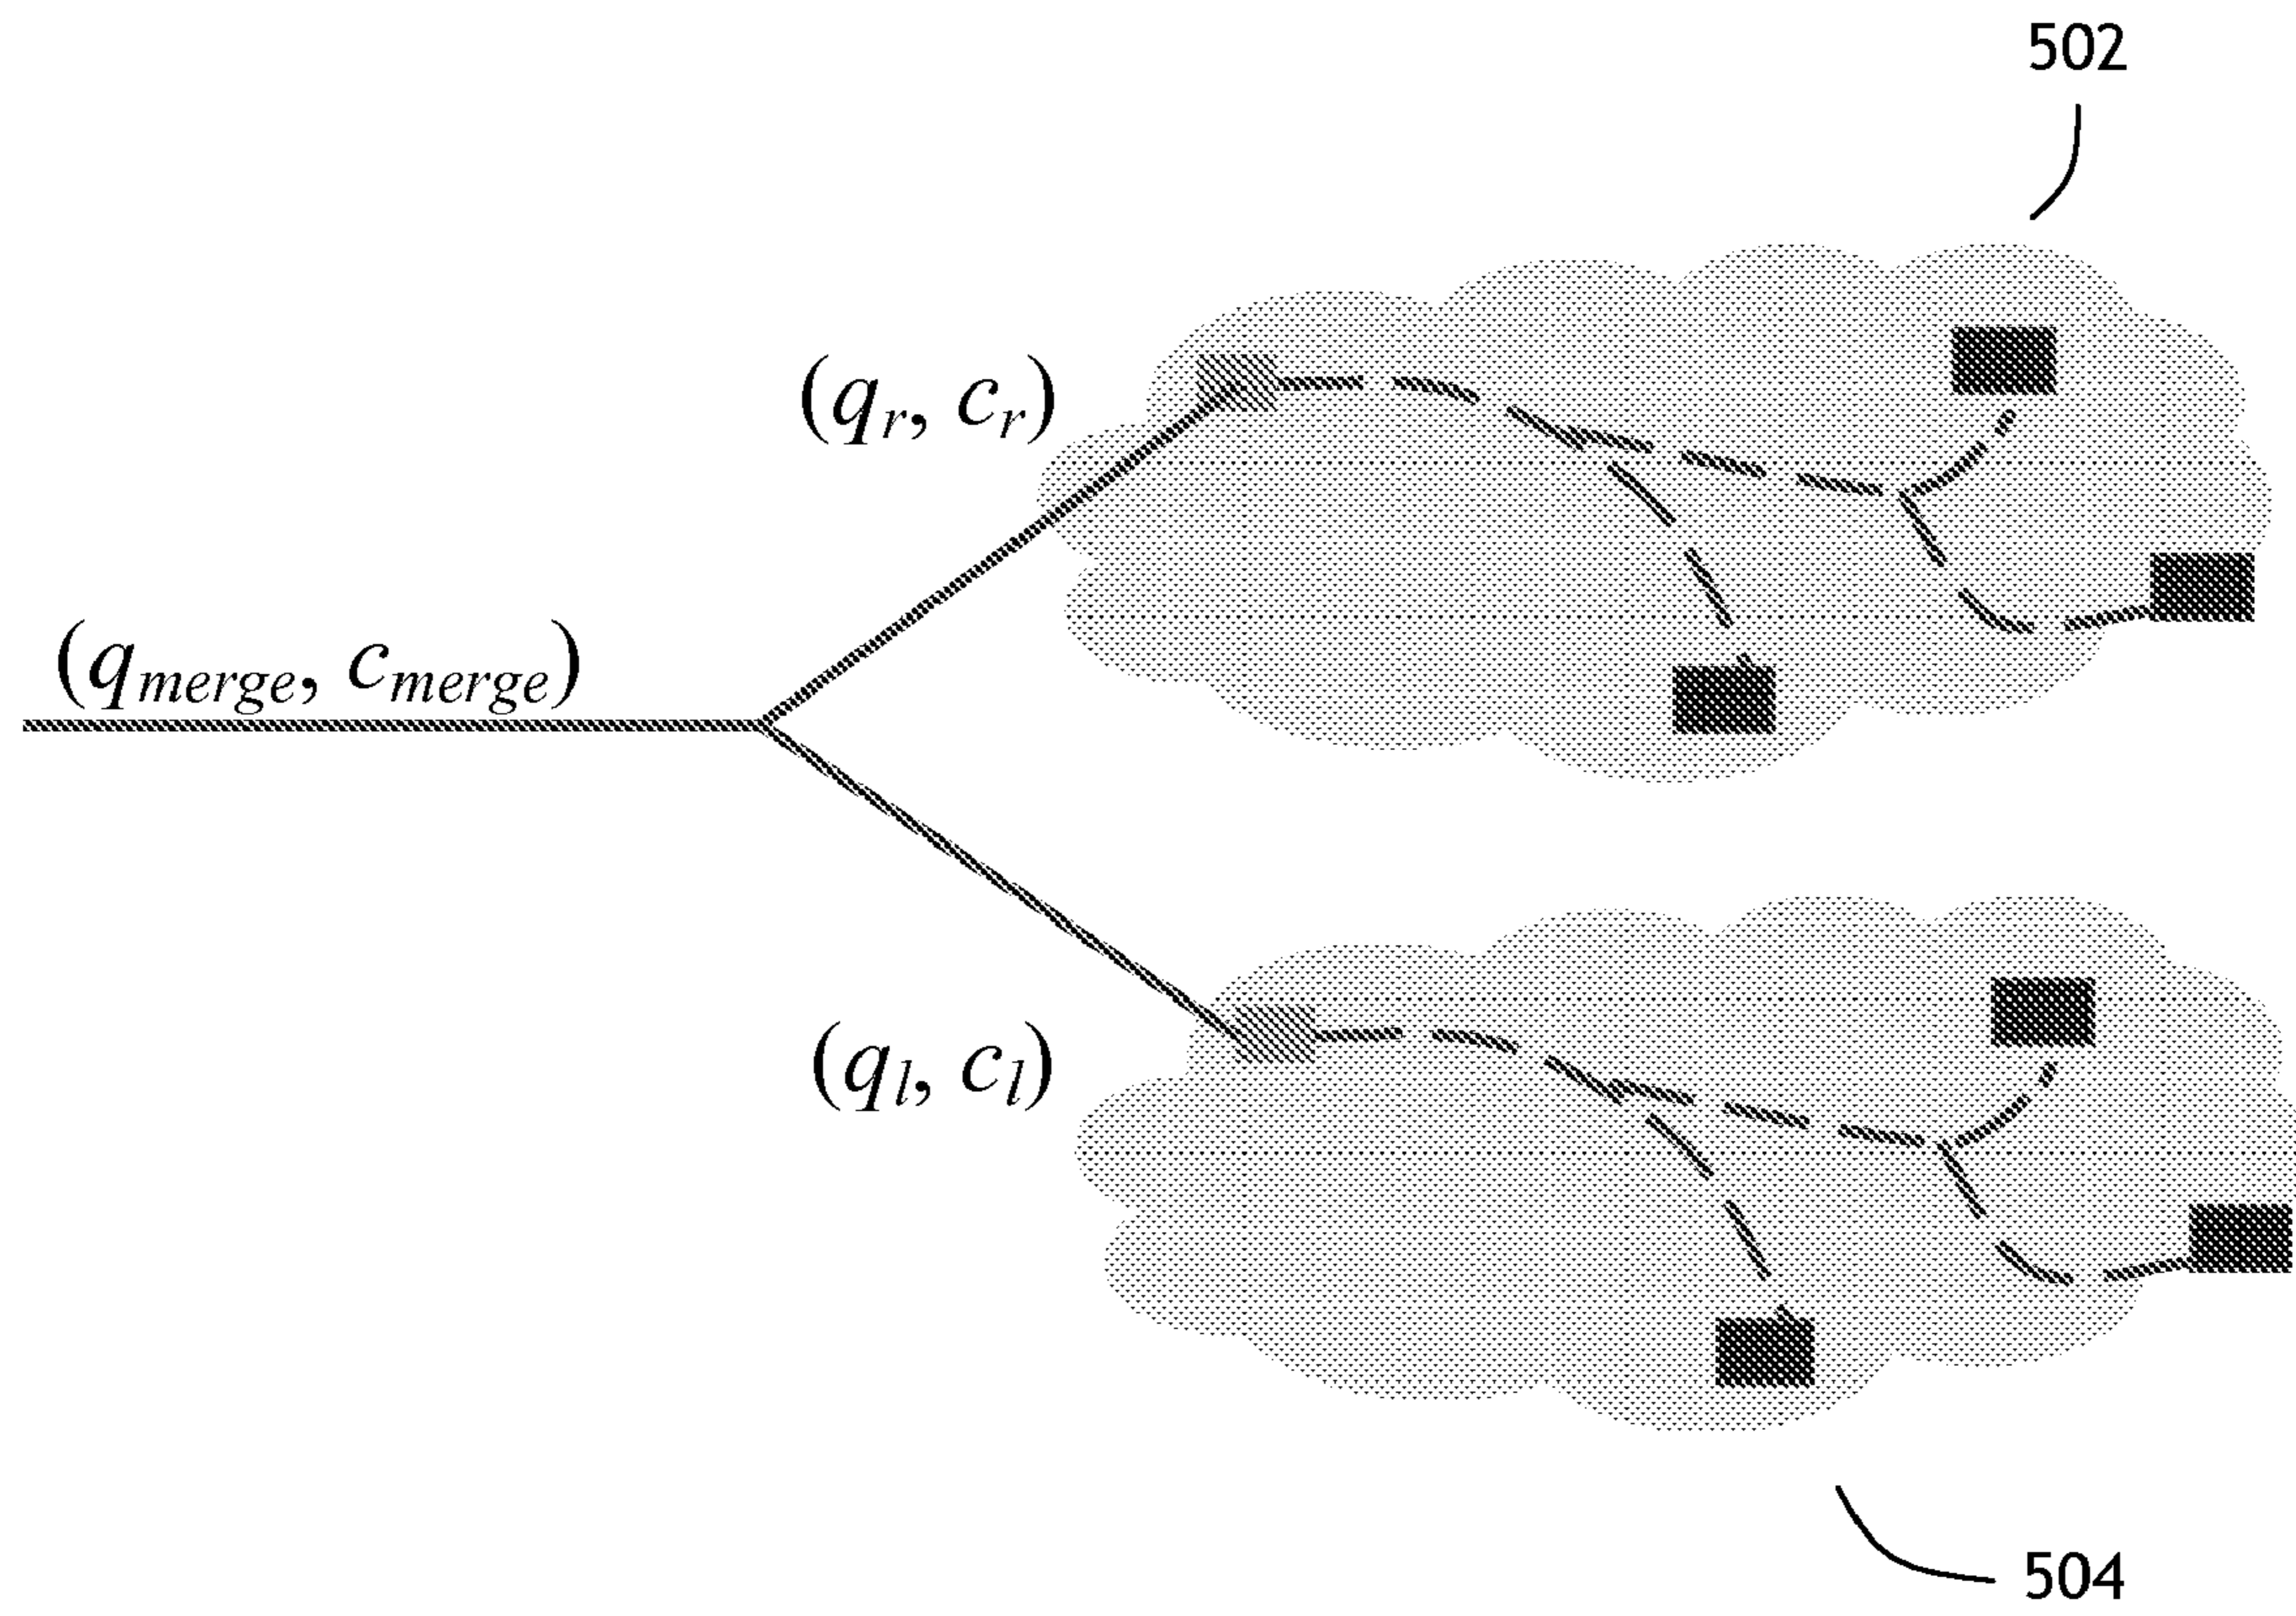 502
(q_r, c_r)
(q_merge, c_merge)
(q_l, c_l)
504